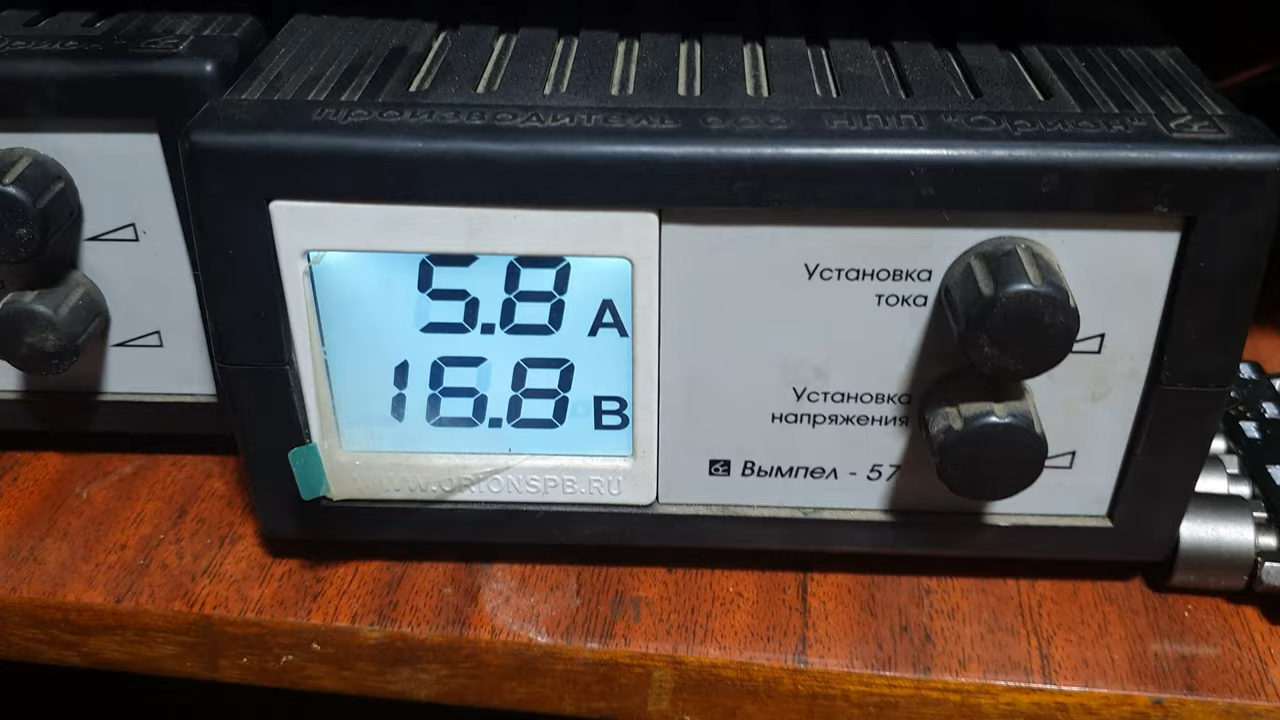 производитель ООО НПП "Орион"
5.8 А
16.8 В
Установка
тока
Установка
напряжения
Вымпел - 57
WWW.ORIONSPB.RU